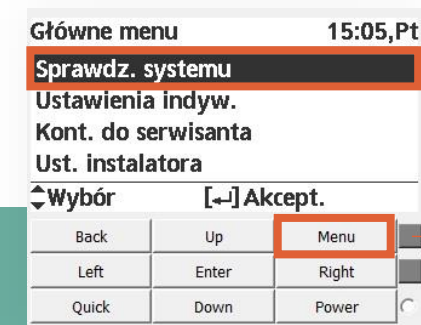 Główne menu 15:05,Pt
Sprawdz. systemu
Ustawienia indyw.
Kont. do serwisanta
Ust. instalatora
Wybór [↵] Akcept.
Back Up Menu
Left Enter Right
Quick Down Power